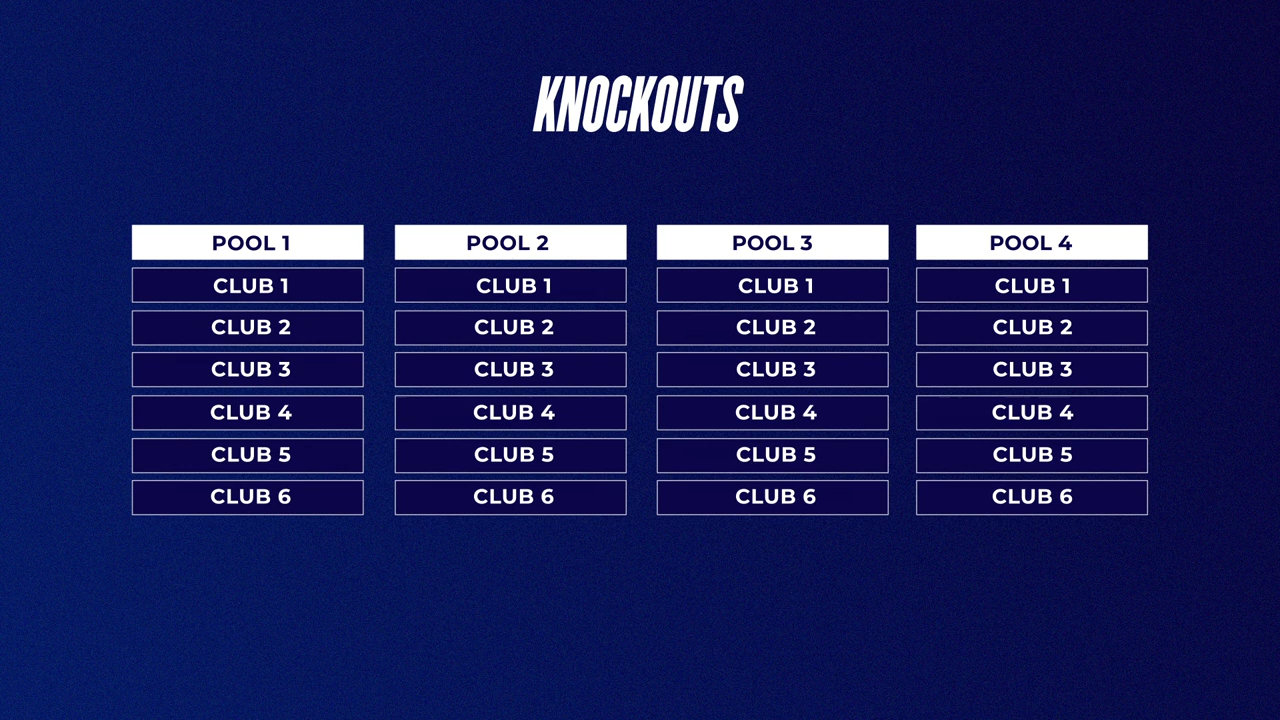 KNOCKOUTS
POOL 1 POOL 2 POOL 3 POOL 4
CLUB 1 CLUB 1 CLUB 1 CLUB 1
CLUB 2 CLUB 2 CLUB 2 CLUB 2
CLUB 3 CLUB 3 CLUB 3 CLUB 3
CLUB 4 CLUB 4 CLUB 4 CLUB 4
CLUB 5 CLUB 5 CLUB 5 CLUB 5
CLUB 6 CLUB 6 CLUB 6 CLUB 6